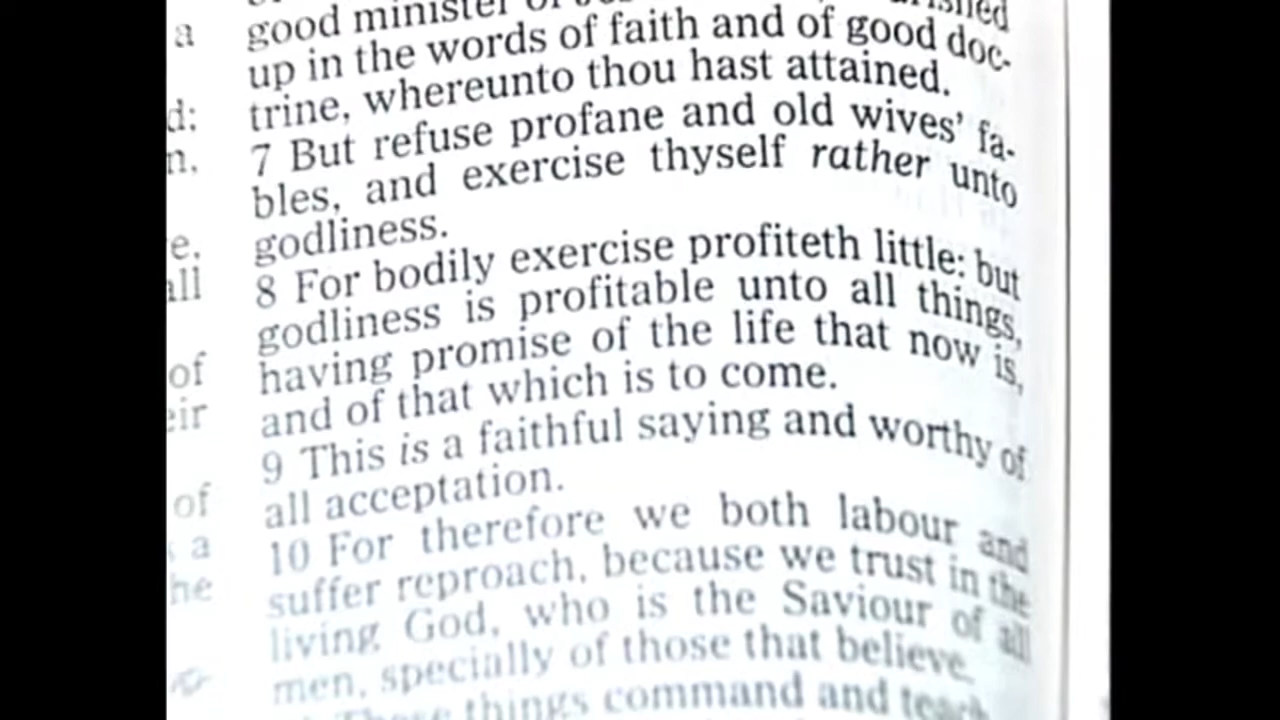 good minister
up in the words of faith and of good doc-
trine, whereunto thou hast attained.
7 But refuse profane and old wives' fa-
bles, and exercise thyself rather unto
godliness.
8 For bodily exercise profiteth little: but
godliness is profitable unto all things,
having promise of the life that now is,
and of that which is to come.
9 This is a faithful saying and worthy of
all acceptation.
10 For therefore we both labour and
suffer reproach, because we trust in the
living God, who is the Saviour of all
men, specially of those that believe.
things command and teach
a
d:
n.
e.
all
of
eir
of
a
he